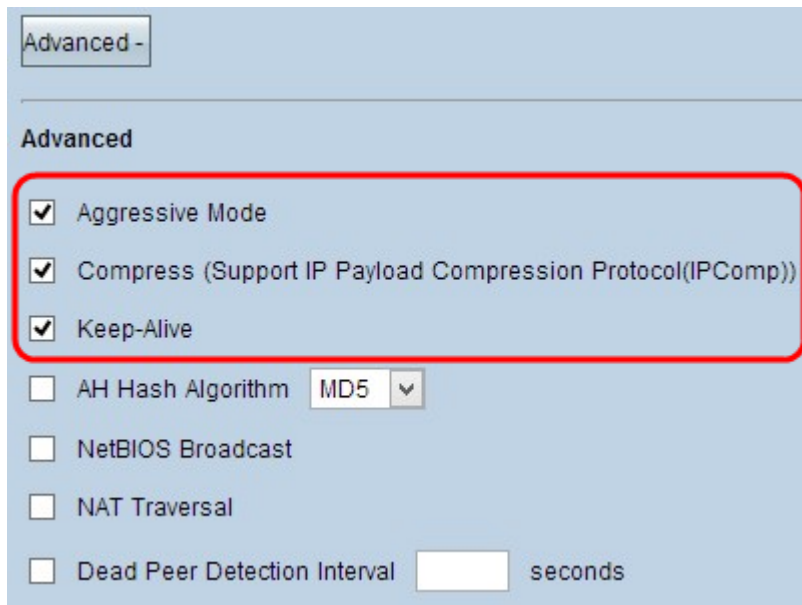 Advanced -
Advanced
Aggressive Mode
Compress (Support IP Payload Compression Protocol(IPComp))
Keep-Alive
AH Hash Algorithm MD5
NetBIOS Broadcast
NAT Traversal
Dead Peer Detection Interval seconds